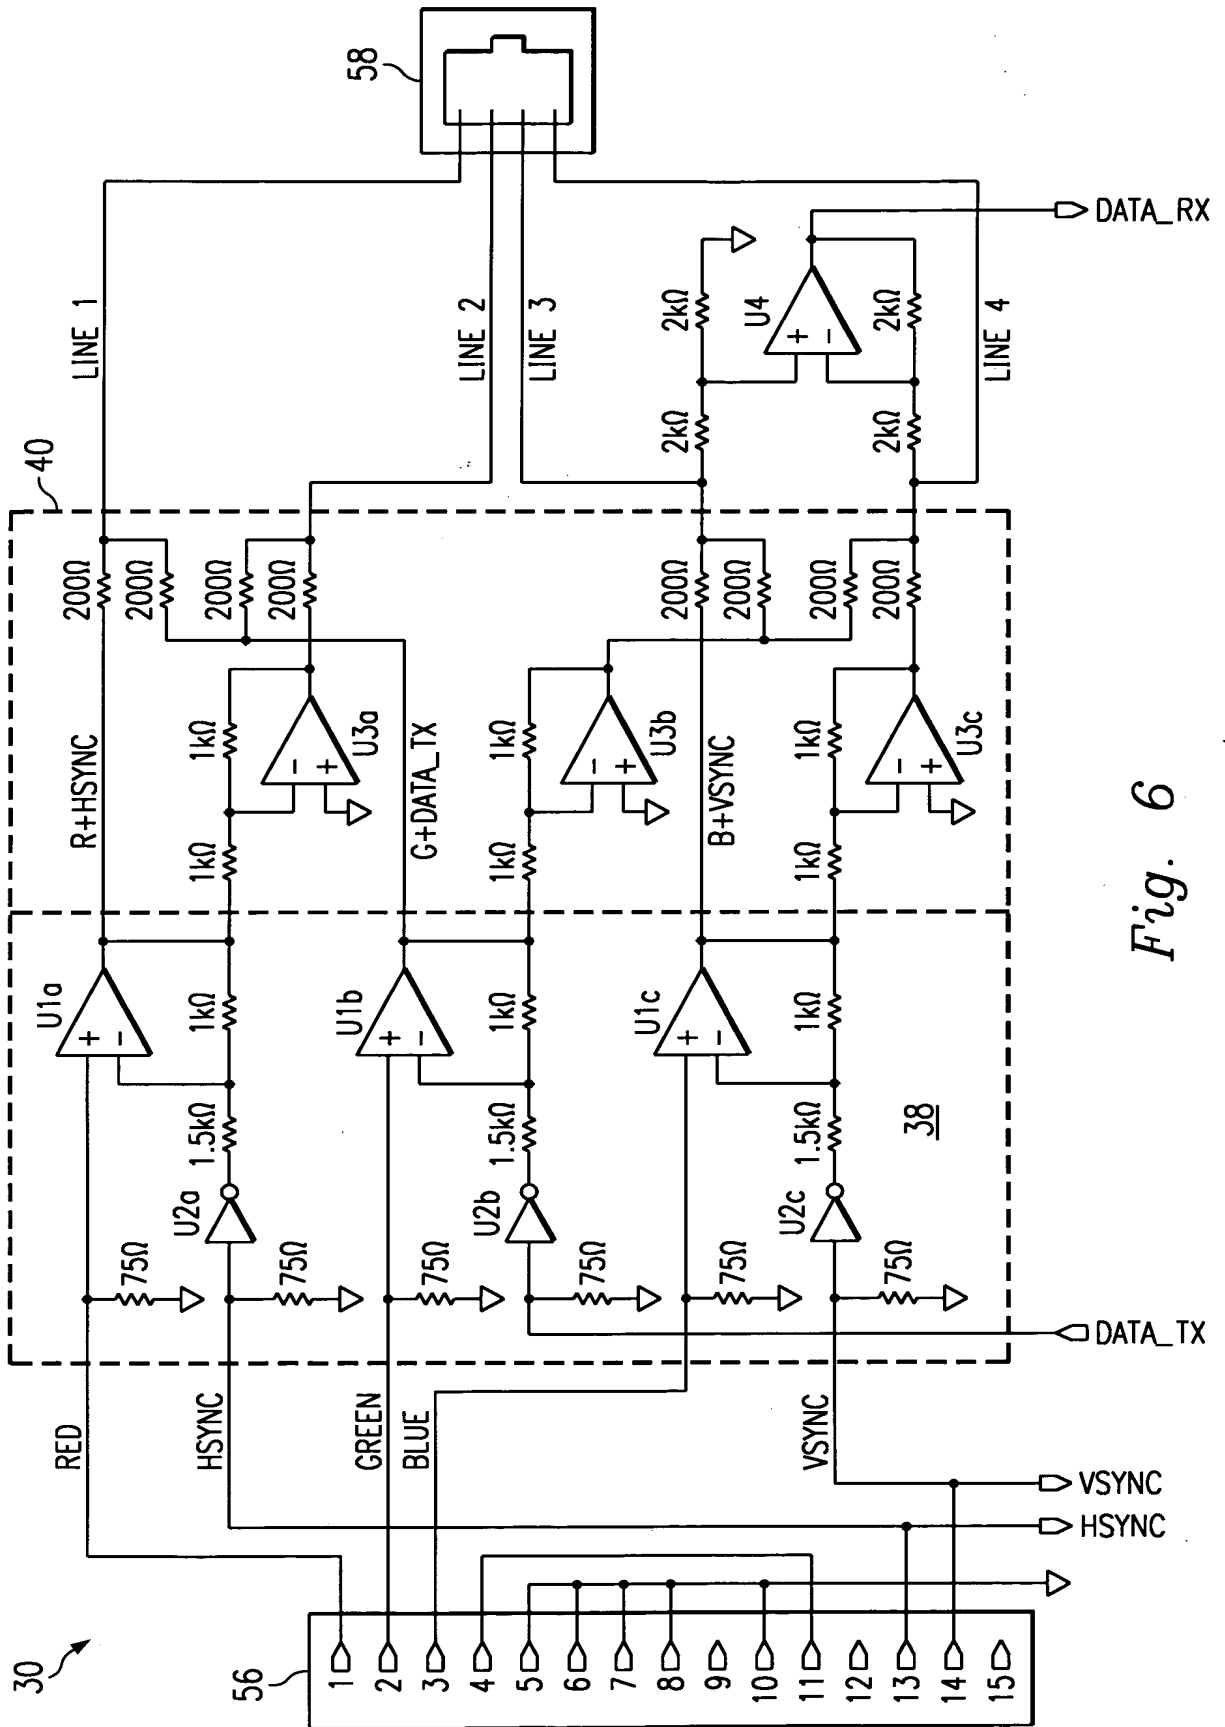 30
56
1
2
3
4
5
6
7
8
9
10
11
12
13
14
15
RED
HSYNC
GREEN
BLUE
VSYNC
VSYNC
HSYNC
DATA_TX
75Ω
75Ω
75Ω
75Ω
75Ω
75Ω
U2a
U2b
U2c
1.5kΩ
1.5kΩ
1.5kΩ
38
U1a
+
−
1kΩ
U1b
+
−
1kΩ
U1c
+
−
1kΩ
R+HSYNC
1kΩ
1kΩ
−
+
U3a
G+DATA_TX
1kΩ
1kΩ
−
+
U3b
B+VSYNC
1kΩ
1kΩ
−
+
U3c
40
200Ω
200Ω
200Ω
200Ω
200Ω
200Ω
200Ω
200Ω
LINE 1
LINE 2
LINE 3
LINE 4
2kΩ
2kΩ
2kΩ
2kΩ
U4
+
−
DATA_RX
58
Fig. 6